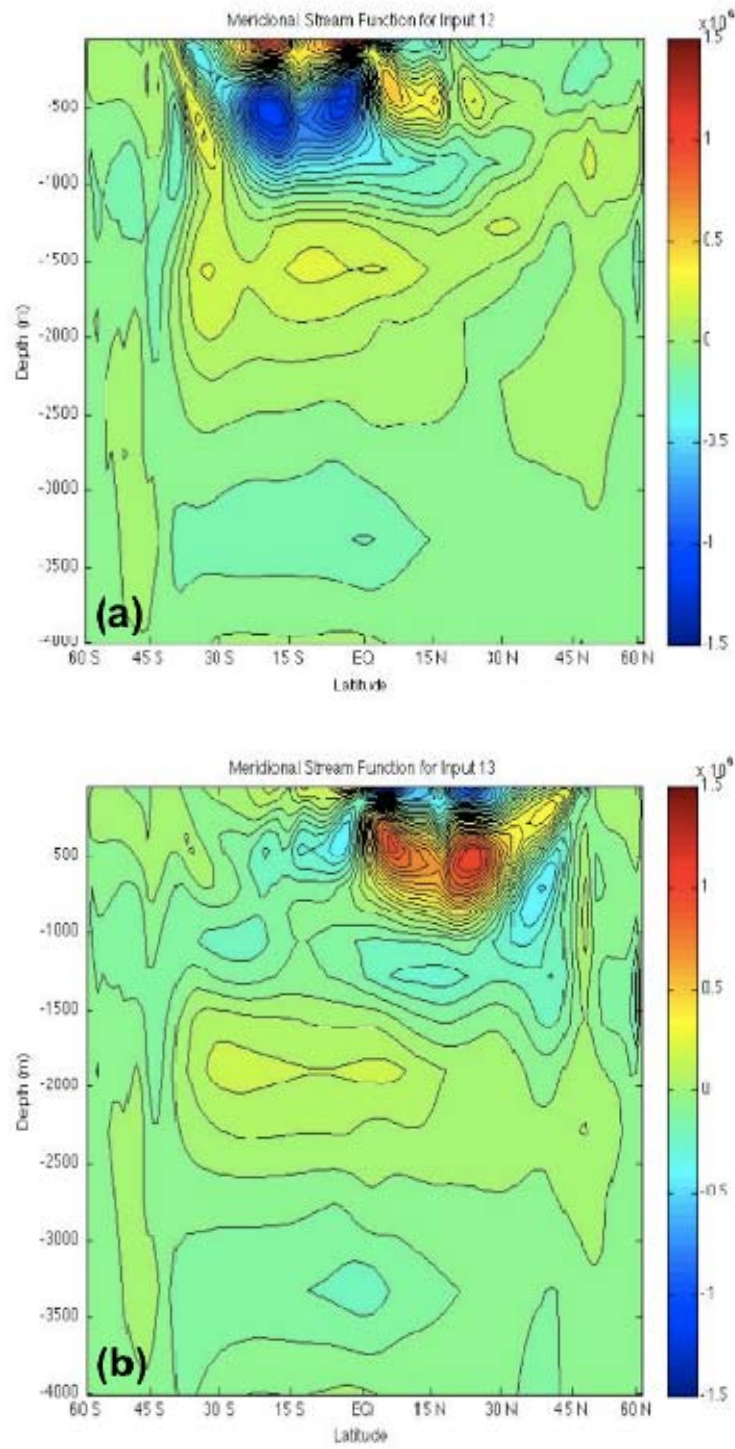 Meridional Stream Function for Input 12
x 10^6
1.5
1
0.5
0
-0.5
-1
-1.5
-500
-1000
-1500
-2000
-2500
-3000
-3500
-4000
Depth (m)
(a)
60 S 45 S 30 S 15 S EQ 15 N 30 N 45 N 60 N
Latitude
Meridional Stream Function for Input 13
x 10^6
1.5
1
0.5
0
-0.5
-1
-1.5
500
-1000
-1500
-2000
-2500
-3000
-3500
-4000
Depth (m)
(b)
60 S 45 S 30 S 15 S EQ 15 N 30 N 45 N 60 N
Latitude